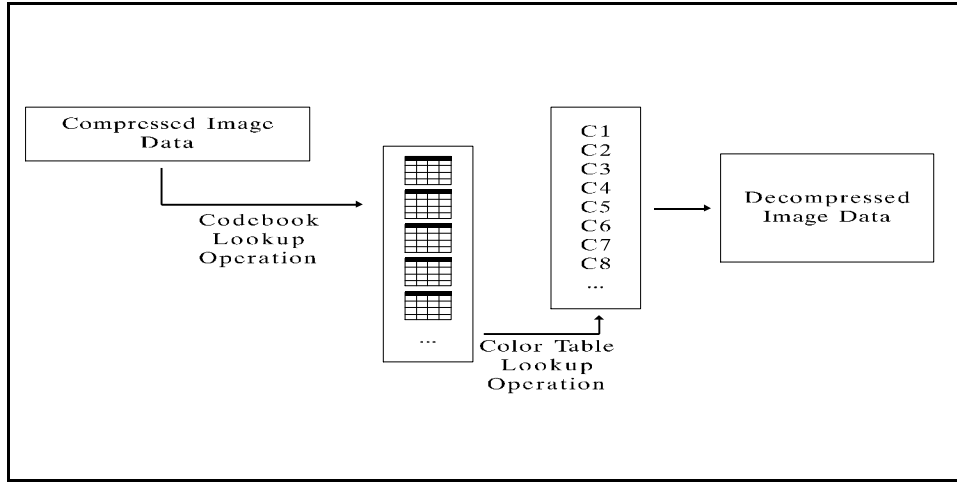 Compressed Image
Data
Codebook
Lookup
Operation
...
Color Table
Lookup
Operation
C1
C2
C3
C4
C5
C6
C7
C8
...
Decompressed
Image Data